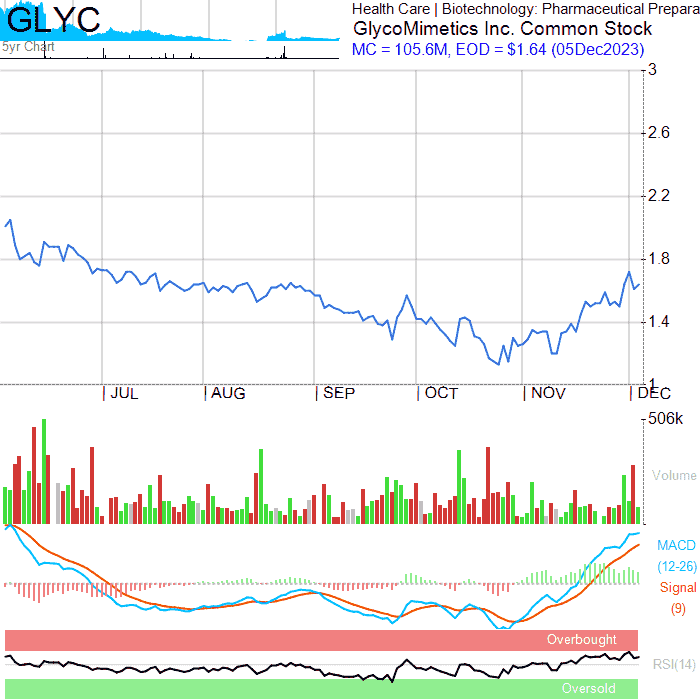 GLYC
5yr Chart
Health Care | Biotechnology: Pharmaceutical Prepara
GlycoMimetics Inc. Common Stock
MC = 105.6M, EOD = $1.64 (05Dec2023)
3
2.6
2.2
1.8
1.4
1
JUL AUG SEP OCT NOV DEC
506k
Volume
MACD
(12-26)
Signal
(9)
Overbought
RSI(14)
Oversold